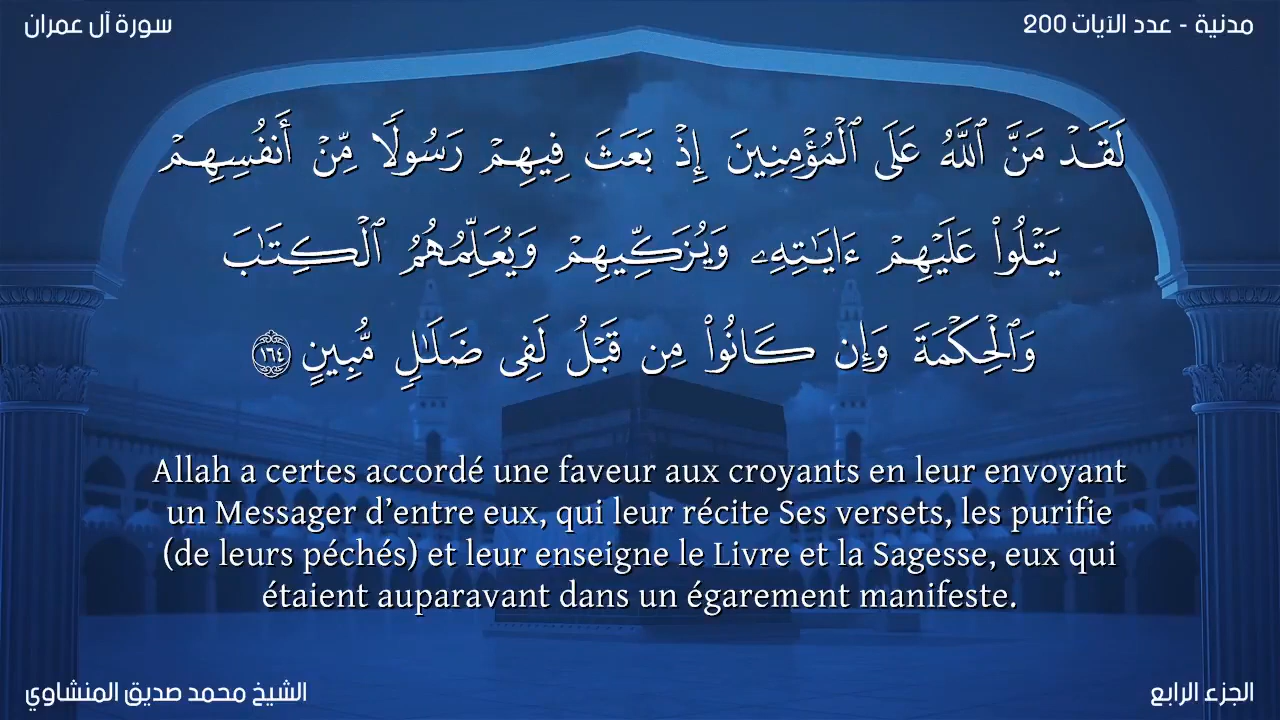 سورة آل عمران
مدنية - عدد الآيات 200
لَقَدْ مَنَّ ٱللَّهُ عَلَى ٱلْمُؤْمِنِينَ إِذْ بَعَثَ فِيهِمْ رَسُولًا مِّنْ أَنفُسِهِمْ
يَتْلُوا۟ عَلَيْهِمْ ءَايَـٰتِهِۦ وَيُزَكِّيهِمْ وَيُعَلِّمُهُمُ ٱلْكِتَـٰبَ
وَٱلْحِكْمَةَ وَإِن كَانُوا۟ مِن قَبْلُ لَفِى ضَلَـٰلٍ مُّبِينٍ ١٦٤
Allah a certes accordé une faveur aux croyants en leur envoyant
un Messager d’entre eux, qui leur récite Ses versets, les purifie
(de leurs péchés) et leur enseigne le Livre et la Sagesse, eux qui
étaient auparavant dans un égarement manifeste.
الشيخ محمد صديق المنشاوي
الجزء الرابع